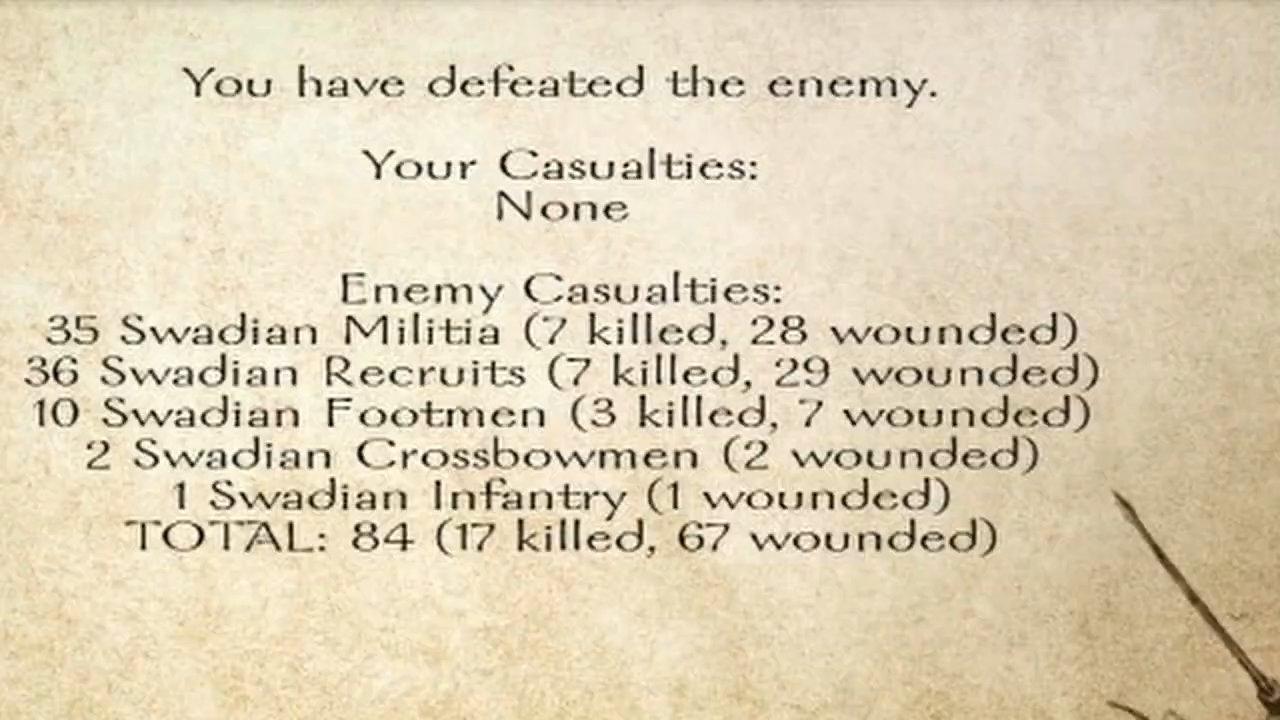 You have defeated the enemy.
Your Casualties:
None
Enemy Casualties:
35 Swadian Militia (7 killed, 28 wounded)
36 Swadian Recruits (7 killed, 29 wounded)
10 Swadian Footmen (3 killed, 7 wounded)
2 Swadian Crossbowmen (2 wounded)
1 Swadian Infantry (1 wounded)
TOTAL: 84 (17 killed, 67 wounded)